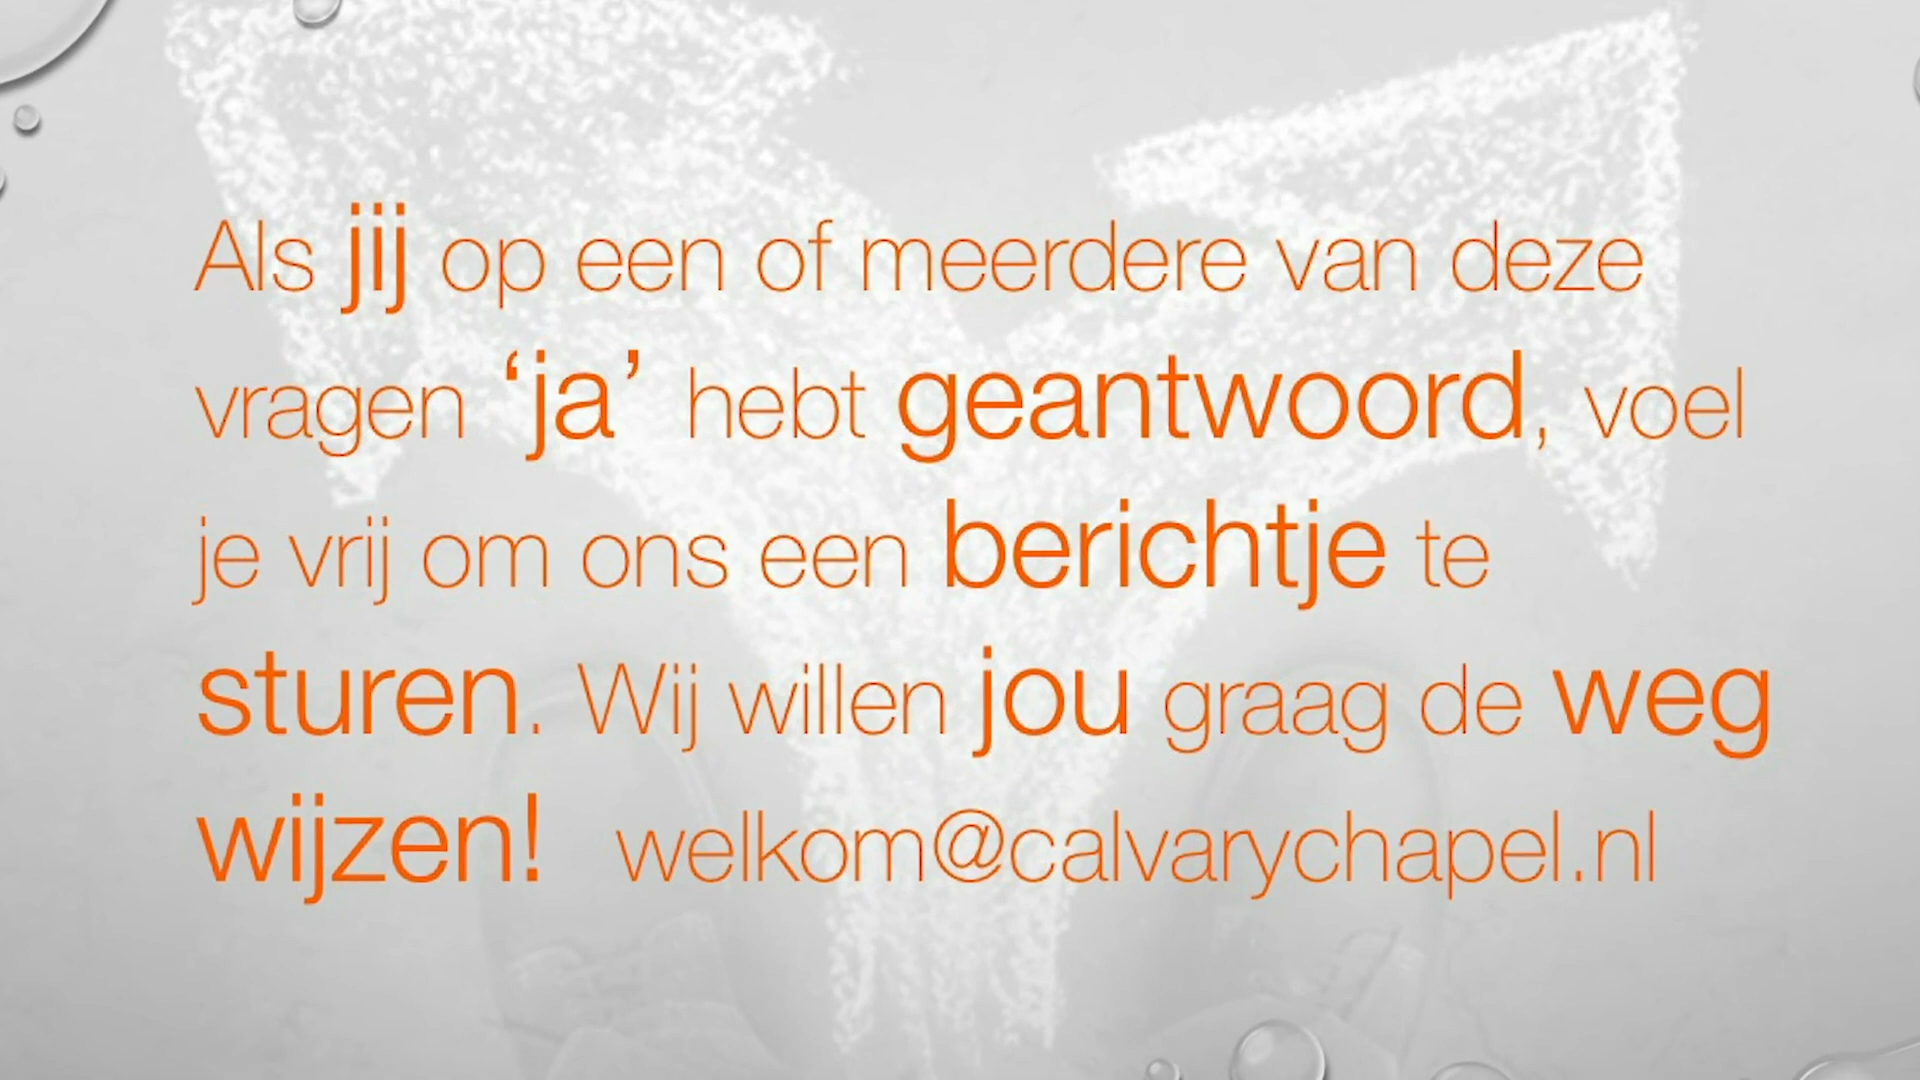 Als jij op een of meerdere van deze
vragen ‘ja’ hebt geantwoord, voel
je vrij om ons een berichtje te
sturen. Wij willen jou graag de weg
wijzen! welkom@calvarychapel.nl